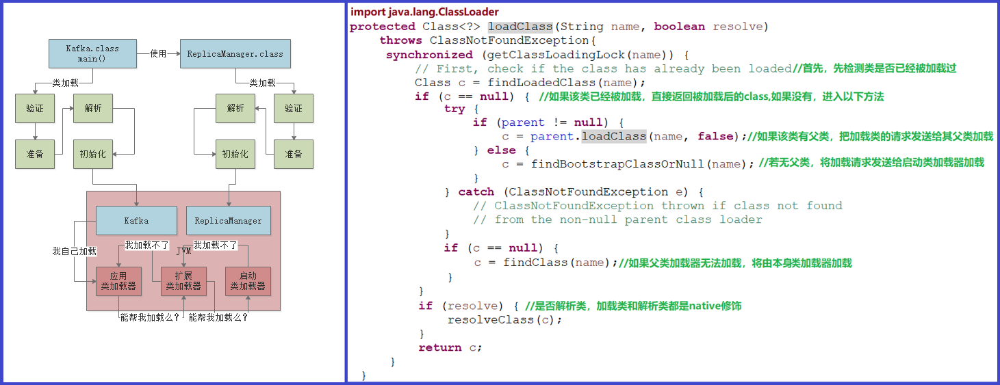 Kafka.class
main()
使用
ReplicaManager.class
类加载
类加载
验证
解析
解析
验证
准备
初始化
初始化
准备
Kafka
ReplicaManager
我自己加载
我加载不了
JVM
我加载不了
应用
类加载器
扩展
类加载器
启动
类加载器
能帮我加载么?
能帮我加载么?
import java.lang.ClassLoader
protected Class<?> loadClass(String name, boolean resolve)
throws ClassNotFoundException{
synchronized (getClassLoadingLock(name)) {
// First, check if the class has already been loaded//首先，先检测类是否已经被加载过
Class c = findLoadedClass(name);
if (c == null) { //如果该类已经被加载，直接返回被加载后的class,如果没有，进入以下方法
try {
if (parent != null) {
c = parent.loadClass(name, false);//如果该类有父类，把加载类的请求发送给其父类加载
} else {
c = findBootstrapClassOrNull(name); //若无父类，将加载请求发送给启动类加载器加载
}
} catch (ClassNotFoundException e) {
// ClassNotFoundException thrown if class not found
// from the non-null parent class loader
}
if (c == null) {
c = findClass(name);//如果父类加载器无法加载，将由本身类加载器加载
}
}
if (resolve) { //是否解析类，加载类和解析类都是native修饰
resolveClass(c);
}
return c;
}
}